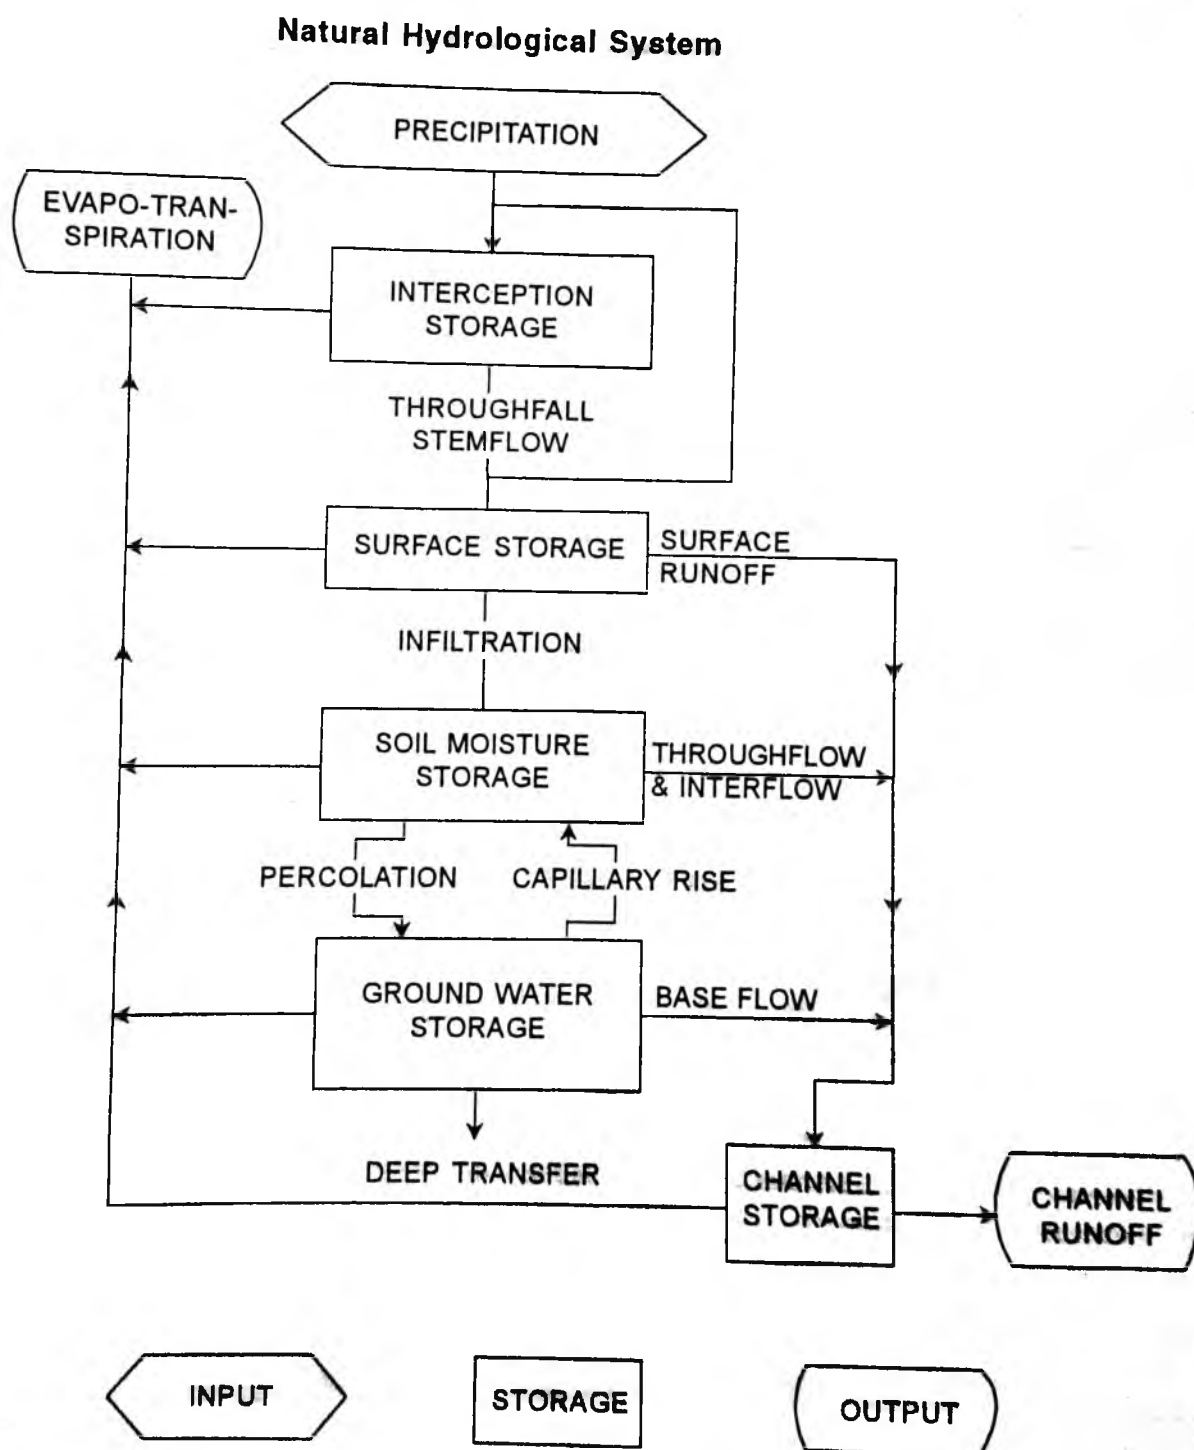 Natural Hydrological System
PRECIPITATION
EVAPO-TRAN-
SPIRATION
INTERCEPTION
STORAGE
THROUGHFALL
STEMFLOW
SURFACE STORAGE
SURFACE
RUNOFF
INFILTRATION
SOIL MOISTURE
STORAGE
THROUGHFLOW
& INTERFLOW
PERCOLATION
CAPILLARY RISE
GROUND WATER
STORAGE
BASE FLOW
DEEP TRANSFER
CHANNEL
STORAGE
CHANNEL
RUNOFF
INPUT
STORAGE
OUTPUT